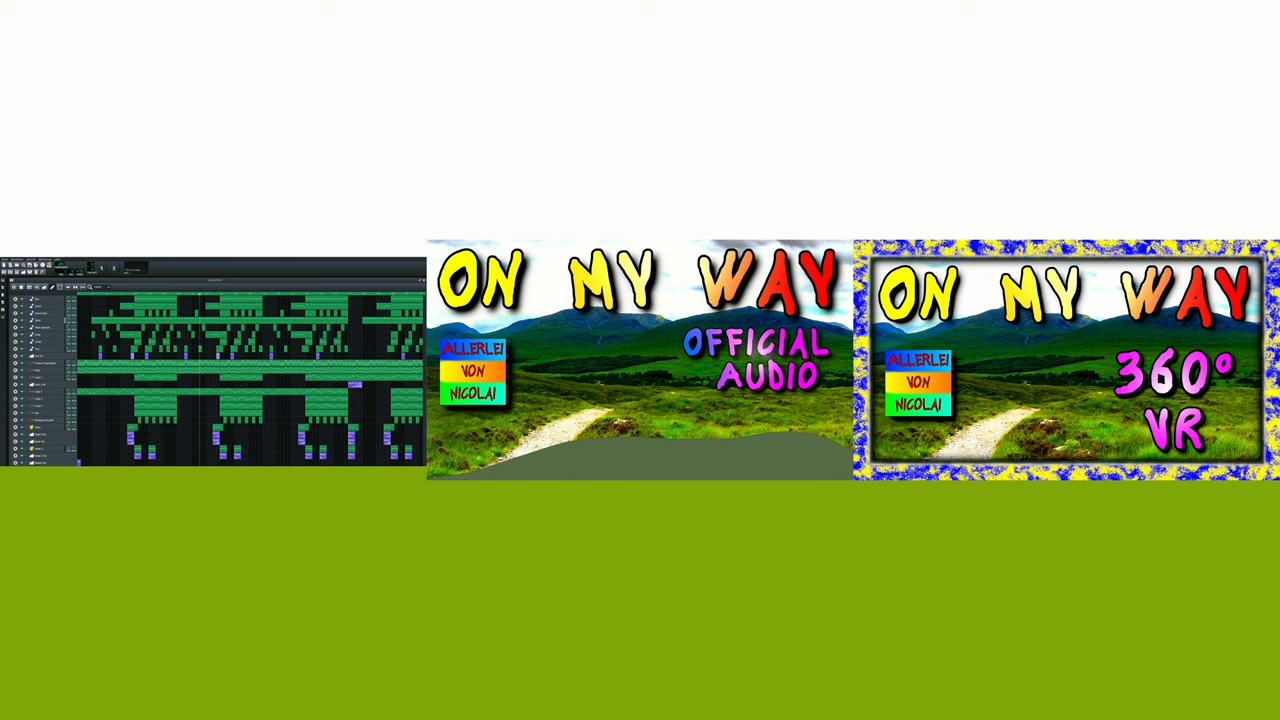 ON MY WAY
OFFICIAL
AUDIO
ALLERLEI
VON
NICOLAI
ON MY WAY
360°
VR
ALLERLEI
VON
NICOLAI